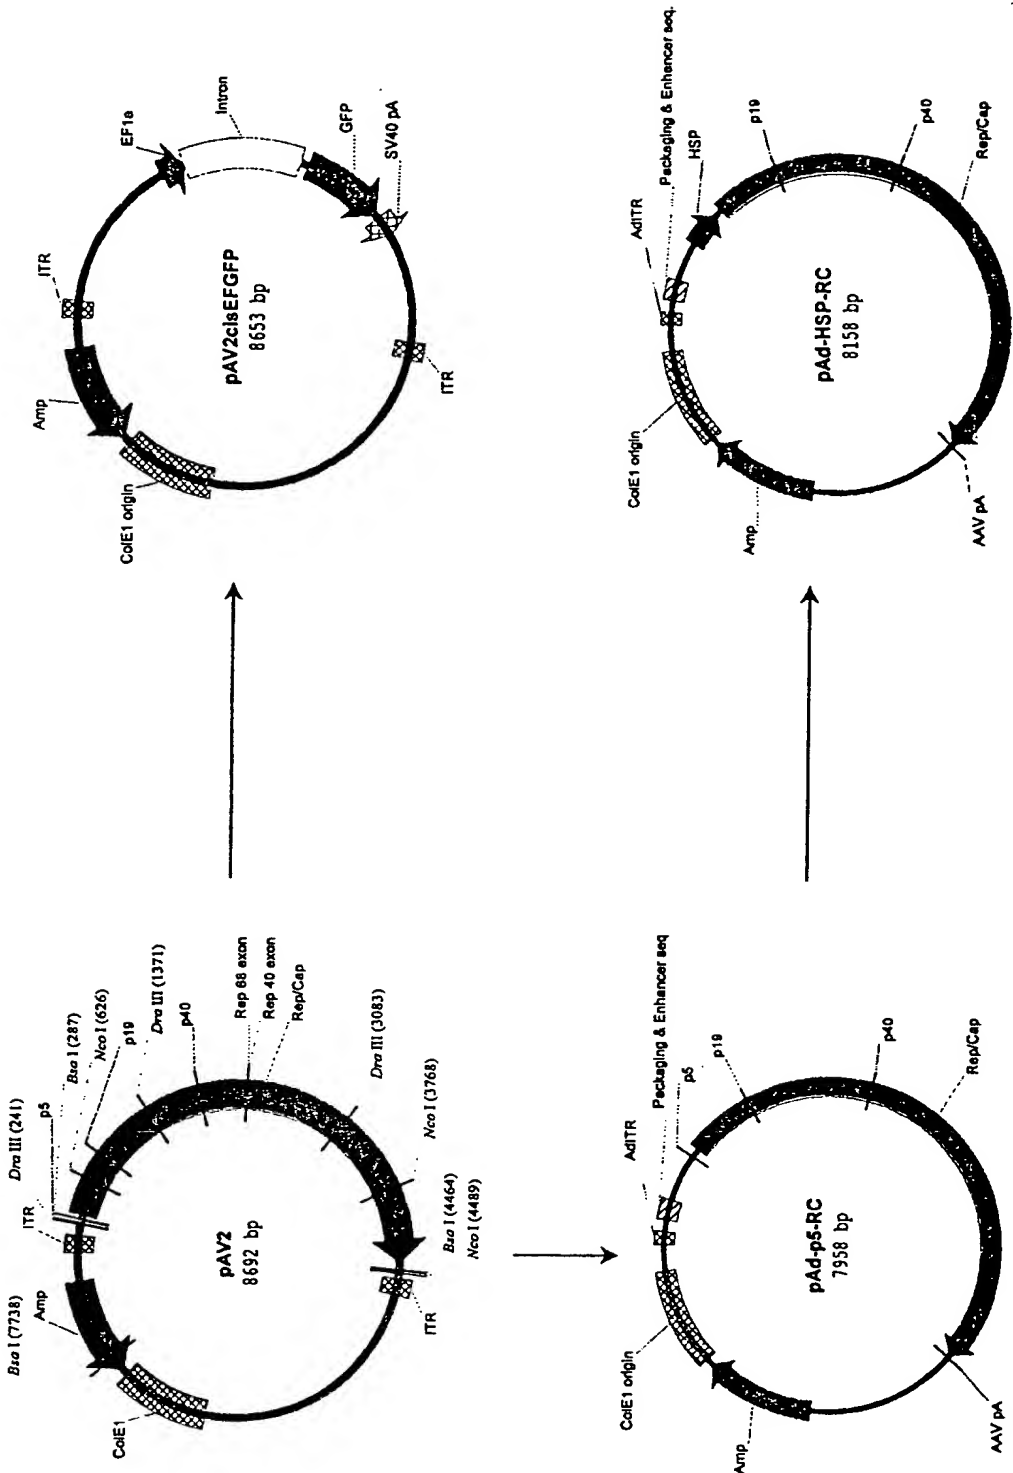 Bsa I (7738)
Amp
ITR
Dra III (241)
p5
Bsa I (287)
Nco I (626)
p19
Dra III (1371)
p40
Rep 68 exon
Rep 40 exon
Rep/Cap
Dra III (3083)
Nco I (3768)
Bsa I (4464)
Nco I (4489)
ITR
ColE1
pAV2
8692 bp
ITR
EF1a
Intron
GFP
SV40 pA
ITR
ColE1 origin
Amp
pAV2cisEFGFP
8653 bp
AdITR
Packaging & Enhancer seq
p5
p19
p40
Rep/Cap
AAV pA
Amp
ColE1 origin
pAd-p5-RC
7958 bp
AdITR
Packaging & Enhancer seq.
HSP
p19
p40
Rep/Cap
AAV pA
Amp
ColE1 origin
pAd-HSP-RC
8158 bp